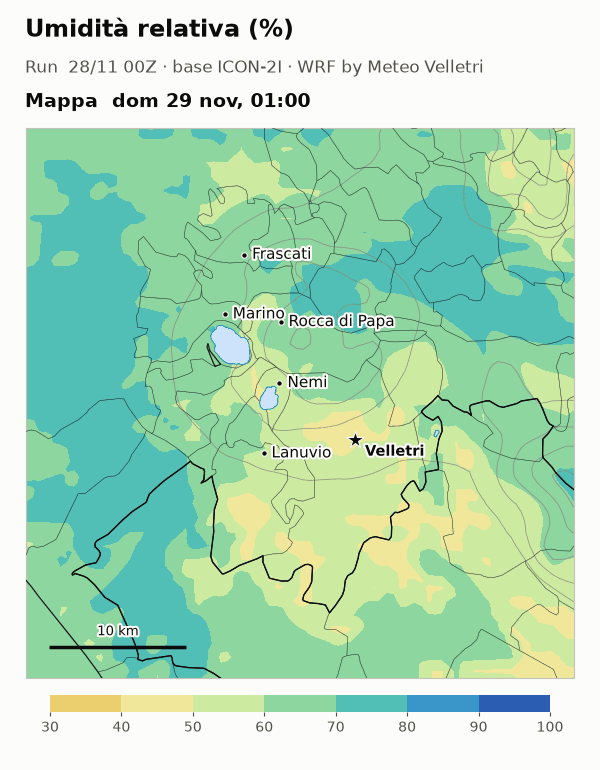 Umidità relativa (%)
Run  28/11 00Z · base ICON-2I · WRF by Meteo Velletri
Mappa  dom 29 nov, 01:00
Frascati
Marino
Rocca di Papa
Nemi
Velletri
Lanuvio
10 km
30 40 50 60 70 80 90 100